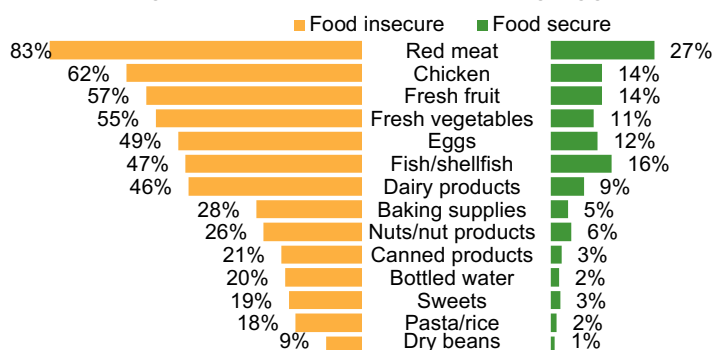 Food insecure Food secure
83% Red meat 27%
62% Chicken 14%
57% Fresh fruit 14%
55% Fresh vegetables 11%
49% Eggs 12%
47% Fish/shellfish 16%
46% Dairy products 9%
28% Baking supplies 5%
26% Nuts/nut products 6%
21% Canned products 3%
20% Bottled water 2%
19% Sweets 3%
18% Pasta/rice 2%
9% Dry beans 1%